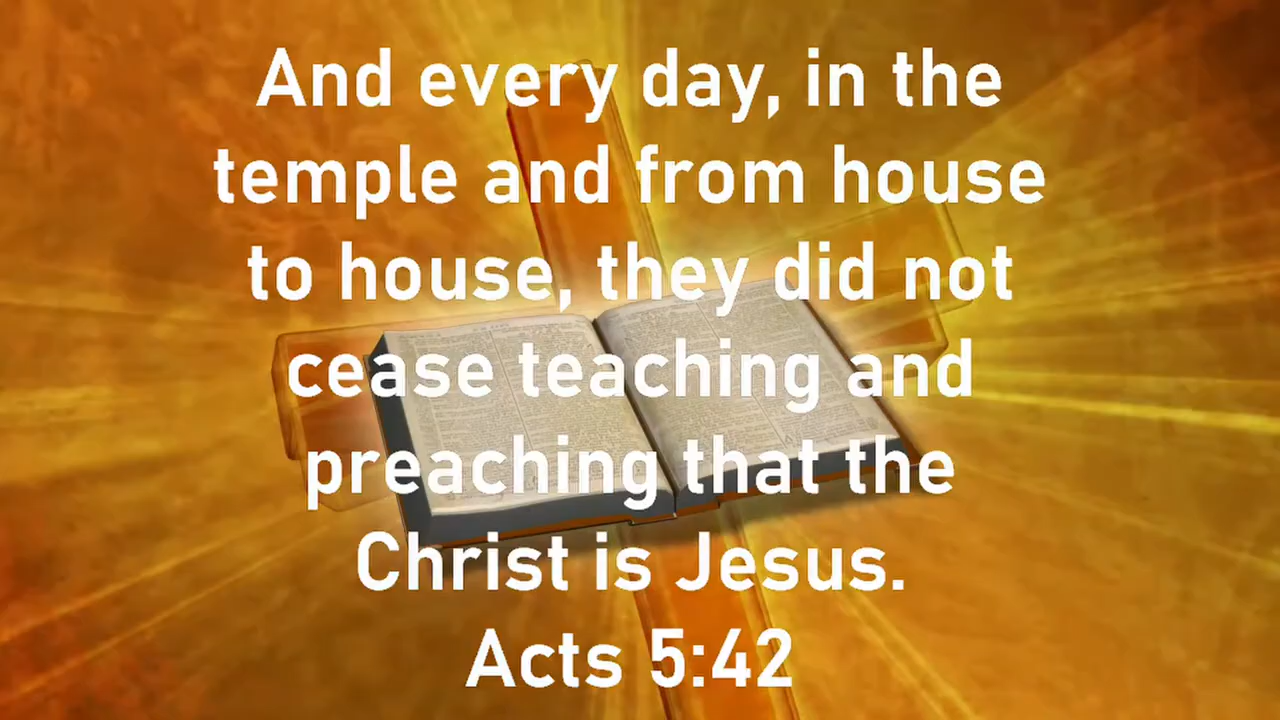 And every day, in the
temple and from house
to house, they did not
cease teaching and
preaching that the
Christ is Jesus.
Acts 5:42